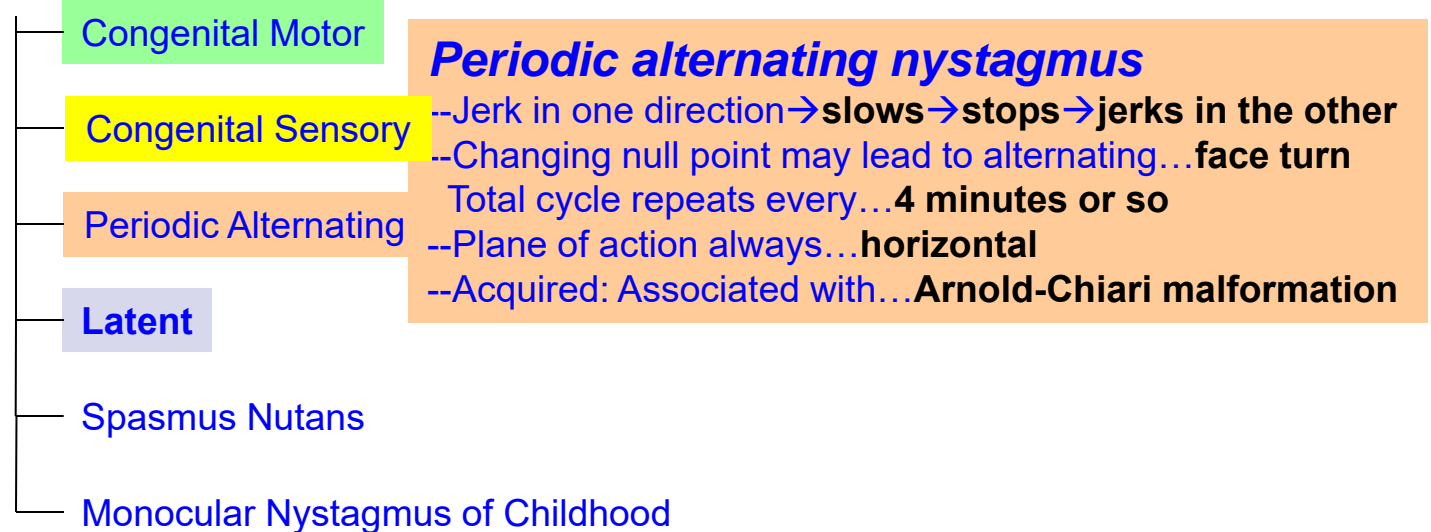 Congenital Motor
Congenital Sensory
Periodic Alternating
Latent
Spasmus Nutans
Monocular Nystagmus of Childhood
Periodic alternating nystagmus
--Jerk in one direction→slows→stops→jerks in the other
--Changing null point may lead to alternating…face turn
Total cycle repeats every…4 minutes or so
--Plane of action always…horizontal
--Acquired: Associated with…Arnold-Chiari malformation